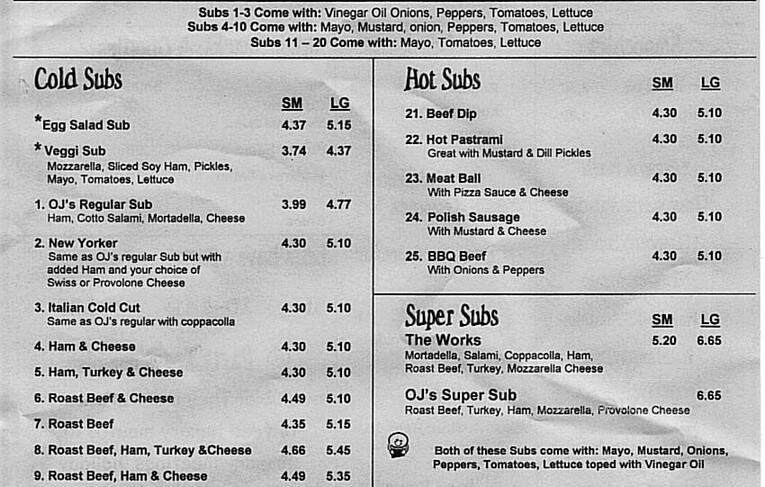 Subs 1-3 Come with: Vinegar Oil Onions, Peppers, Tomatoes, Lettuce
Subs 4-10 Come with: Mayo, Mustard, onion, Peppers, Tomatoes, Lettuce
Subs 11 – 20 Come with: Mayo, Tomatoes, Lettuce
Cold Subs
SM LG
*Egg Salad Sub 4.37 5.15
*Veggi Sub 3.74 4.37
Mozzarella, Sliced Soy Ham, Pickles,
Mayo, Tomatoes, Lettuce
1. OJ's Regular Sub 3.99 4.77
Ham, Cotto Salami, Mortadella, Cheese
2. New Yorker 4.30 5.10
Same as OJ's regular Sub but with
added Ham and your choice of
Swiss or Provolone Cheese
3. Italian Cold Cut 4.30 5.10
Same as OJ's regular with coppacolla
4. Ham & Cheese 4.30 5.10
5. Ham, Turkey & Cheese 4.30 5.10
6. Roast Beef & Cheese 4.49 5.10
7. Roast Beef 4.35 5.15
8. Roast Beef, Ham, Turkey &Cheese 4.66 5.45
9. Roast Beef, Ham & Cheese 4.49 5.35
Hot Subs SM LG
21. Beef Dip 4.30 5.10
22. Hot Pastrami 4.30 5.10
Great with Mustard & Dill Pickles
23. Meat Ball 4.30 5.10
With Pizza Sauce & Cheese
24. Polish Sausage 4.30 5.10
With Mustard & Cheese
25. BBQ Beef 4.30 5.10
With Onions & Peppers
Super Subs SM LG
The Works 5.20 6.65
Mortadella, Salami, Coppacolla, Ham,
Roast Beef, Turkey, Mozzarella Cheese
OJ's Super Sub 6.65
Roast Beef, Turkey, Ham, Mozzarella, Provolone Cheese
Both of these Subs come with: Mayo, Mustard, Onions,
Peppers, Tomatoes, Lettuce toped with Vinegar Oil